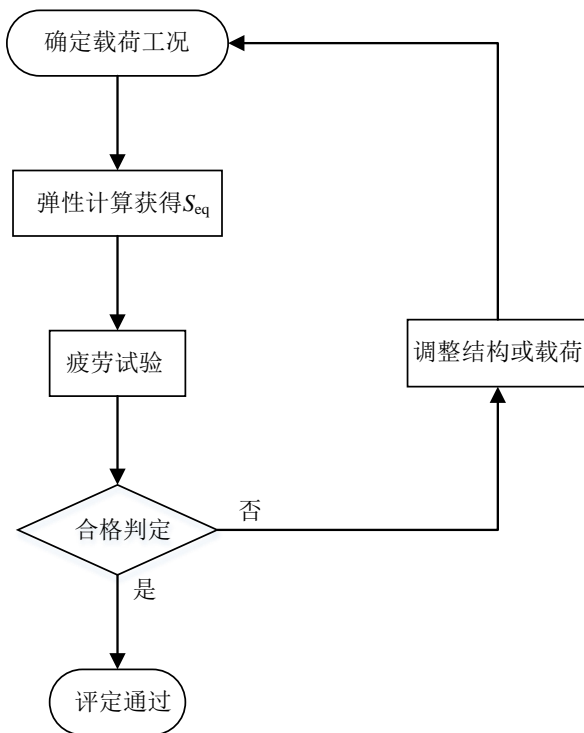 确定载荷工况
弹性计算获得Seq
疲劳试验
调整结构或载荷
合格判定
否
是
评定通过